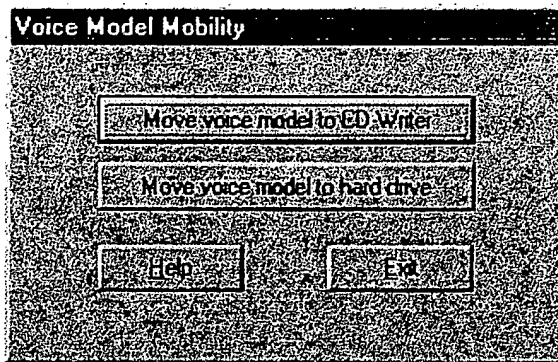 Voice Model Mobility
Move voice model to CD-Writer
Move voice model to hard drive
Help Exit